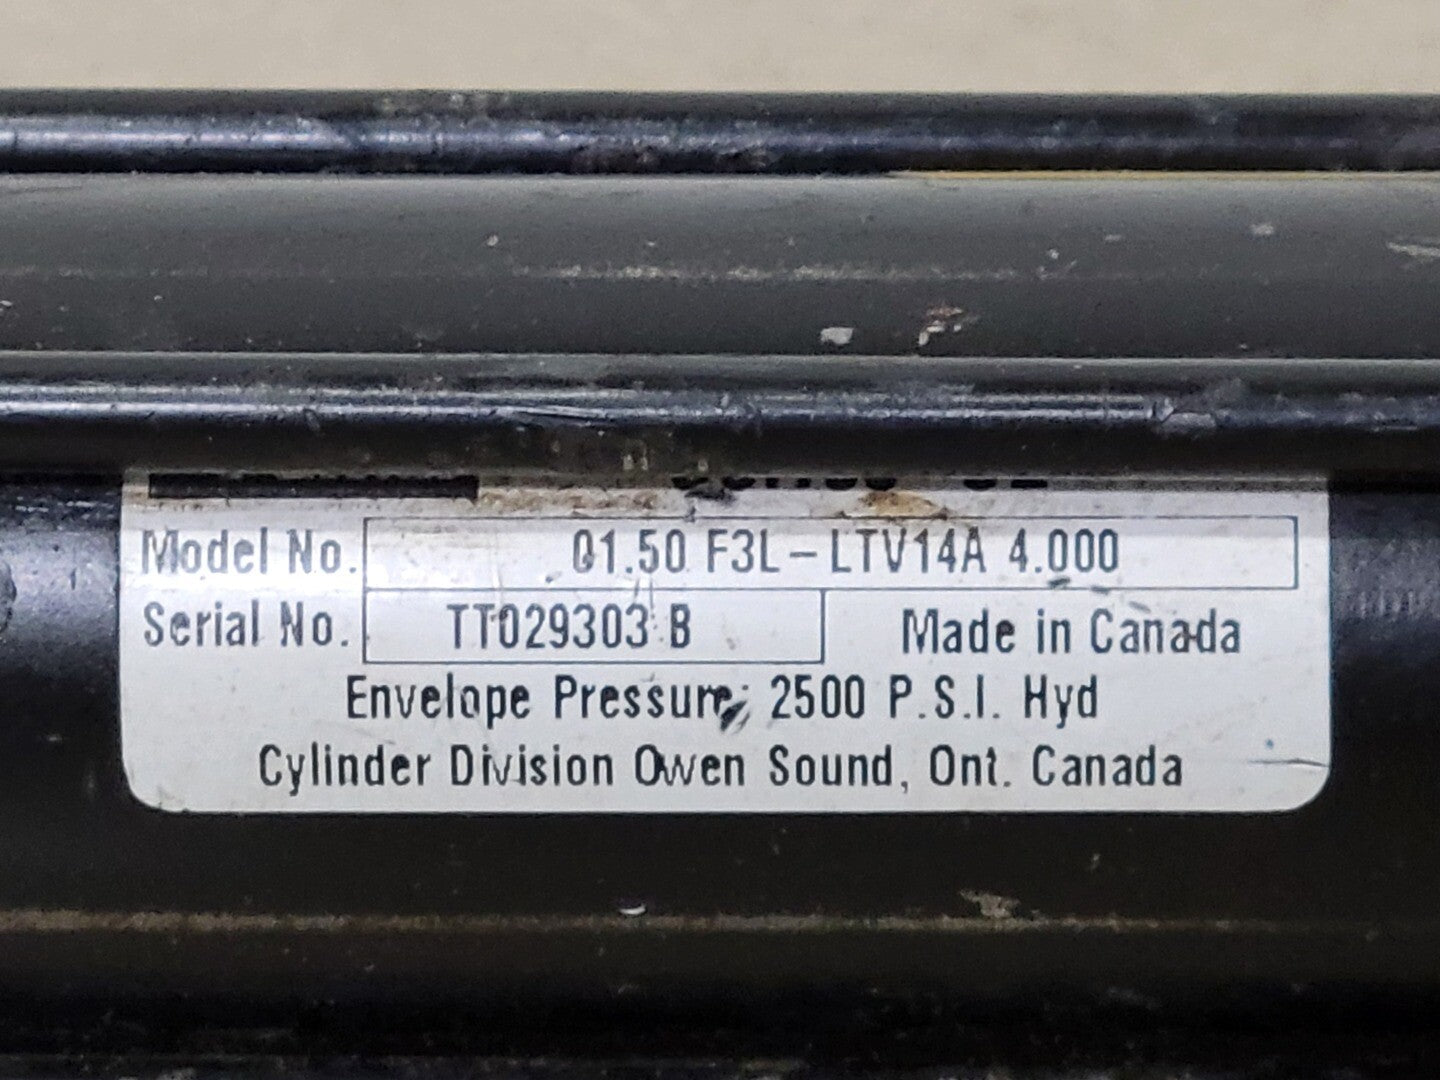 Model No. 01.50 F3L-LTV14A 4.000
Serial No. TT029303 B Made in Canada
Envelope Pressure: 2500 P.S.I. Hyd
Cylinder Division Owen Sound, Ont. Canada